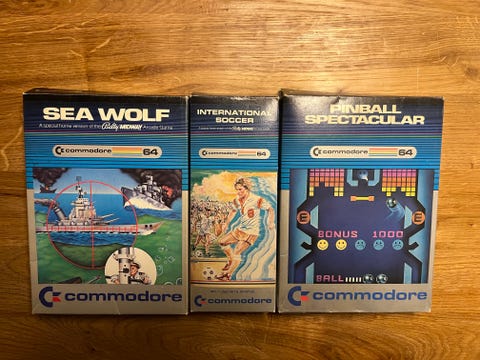 SEA WOLF
A special home version of the Bally MIDWAY Arcade Game
commodore 64
commodore
INTERNATIONAL
SOCCER
commodore 64
commodore
PINBALL
SPECTACULAR
commodore 64
BONUS 1000
BALL
commodore